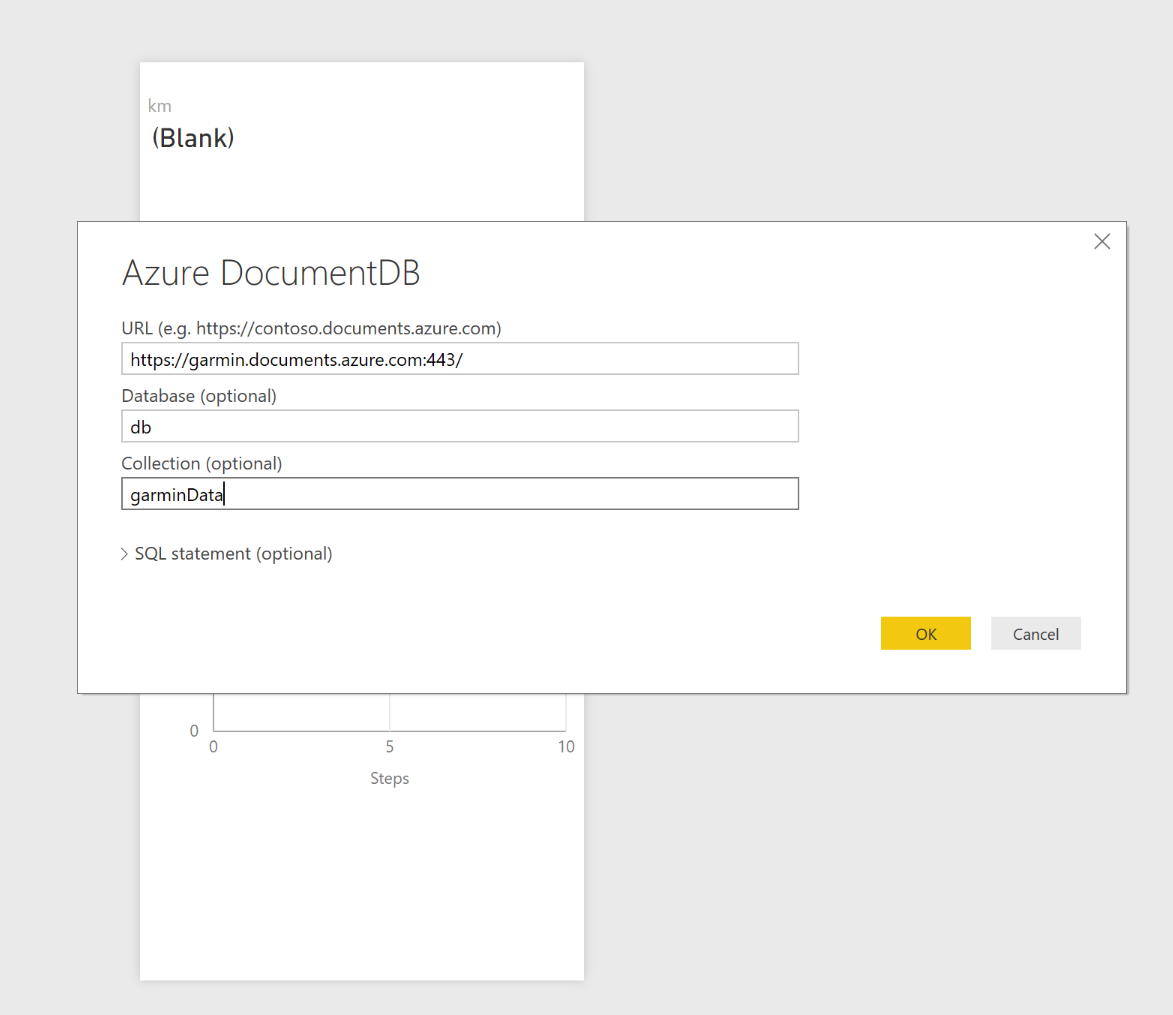 km
(Blank)
Azure DocumentDB
URL (e.g. https://contoso.documents.azure.com)
https://garmin.documents.azure.com:443/
Database (optional)
db
Collection (optional)
garminData
SQL statement (optional)
OK Cancel
0
0 5 10
Steps